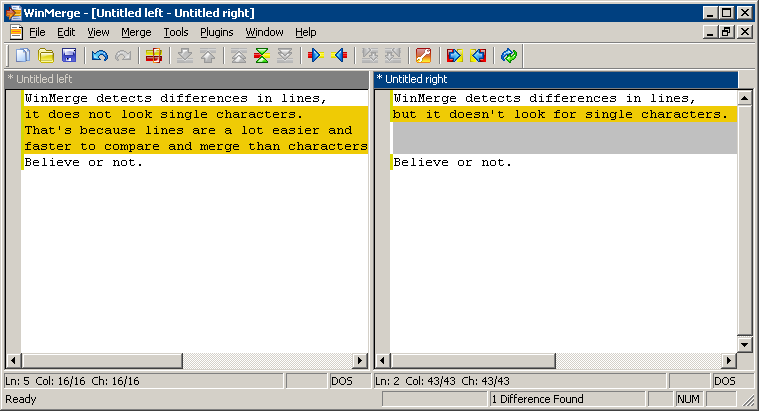 WinMerge - [Untitled left - Untitled right]
File Edit View Merge Tools Plugins Window Help
* Untitled left
WinMerge detects differences in lines,
it does not look single characters.
That's because lines are a lot easier and
faster to compare and merge than characters
Believe or not.
* Untitled right
WinMerge detects differences in lines,
but it doesn't look for single characters.
Believe or not.
Ln: 5 Col: 16/16 Ch: 16/16 DOS
Ln: 2 Col: 43/43 Ch: 43/43 DOS
Ready 1 Difference Found NUM